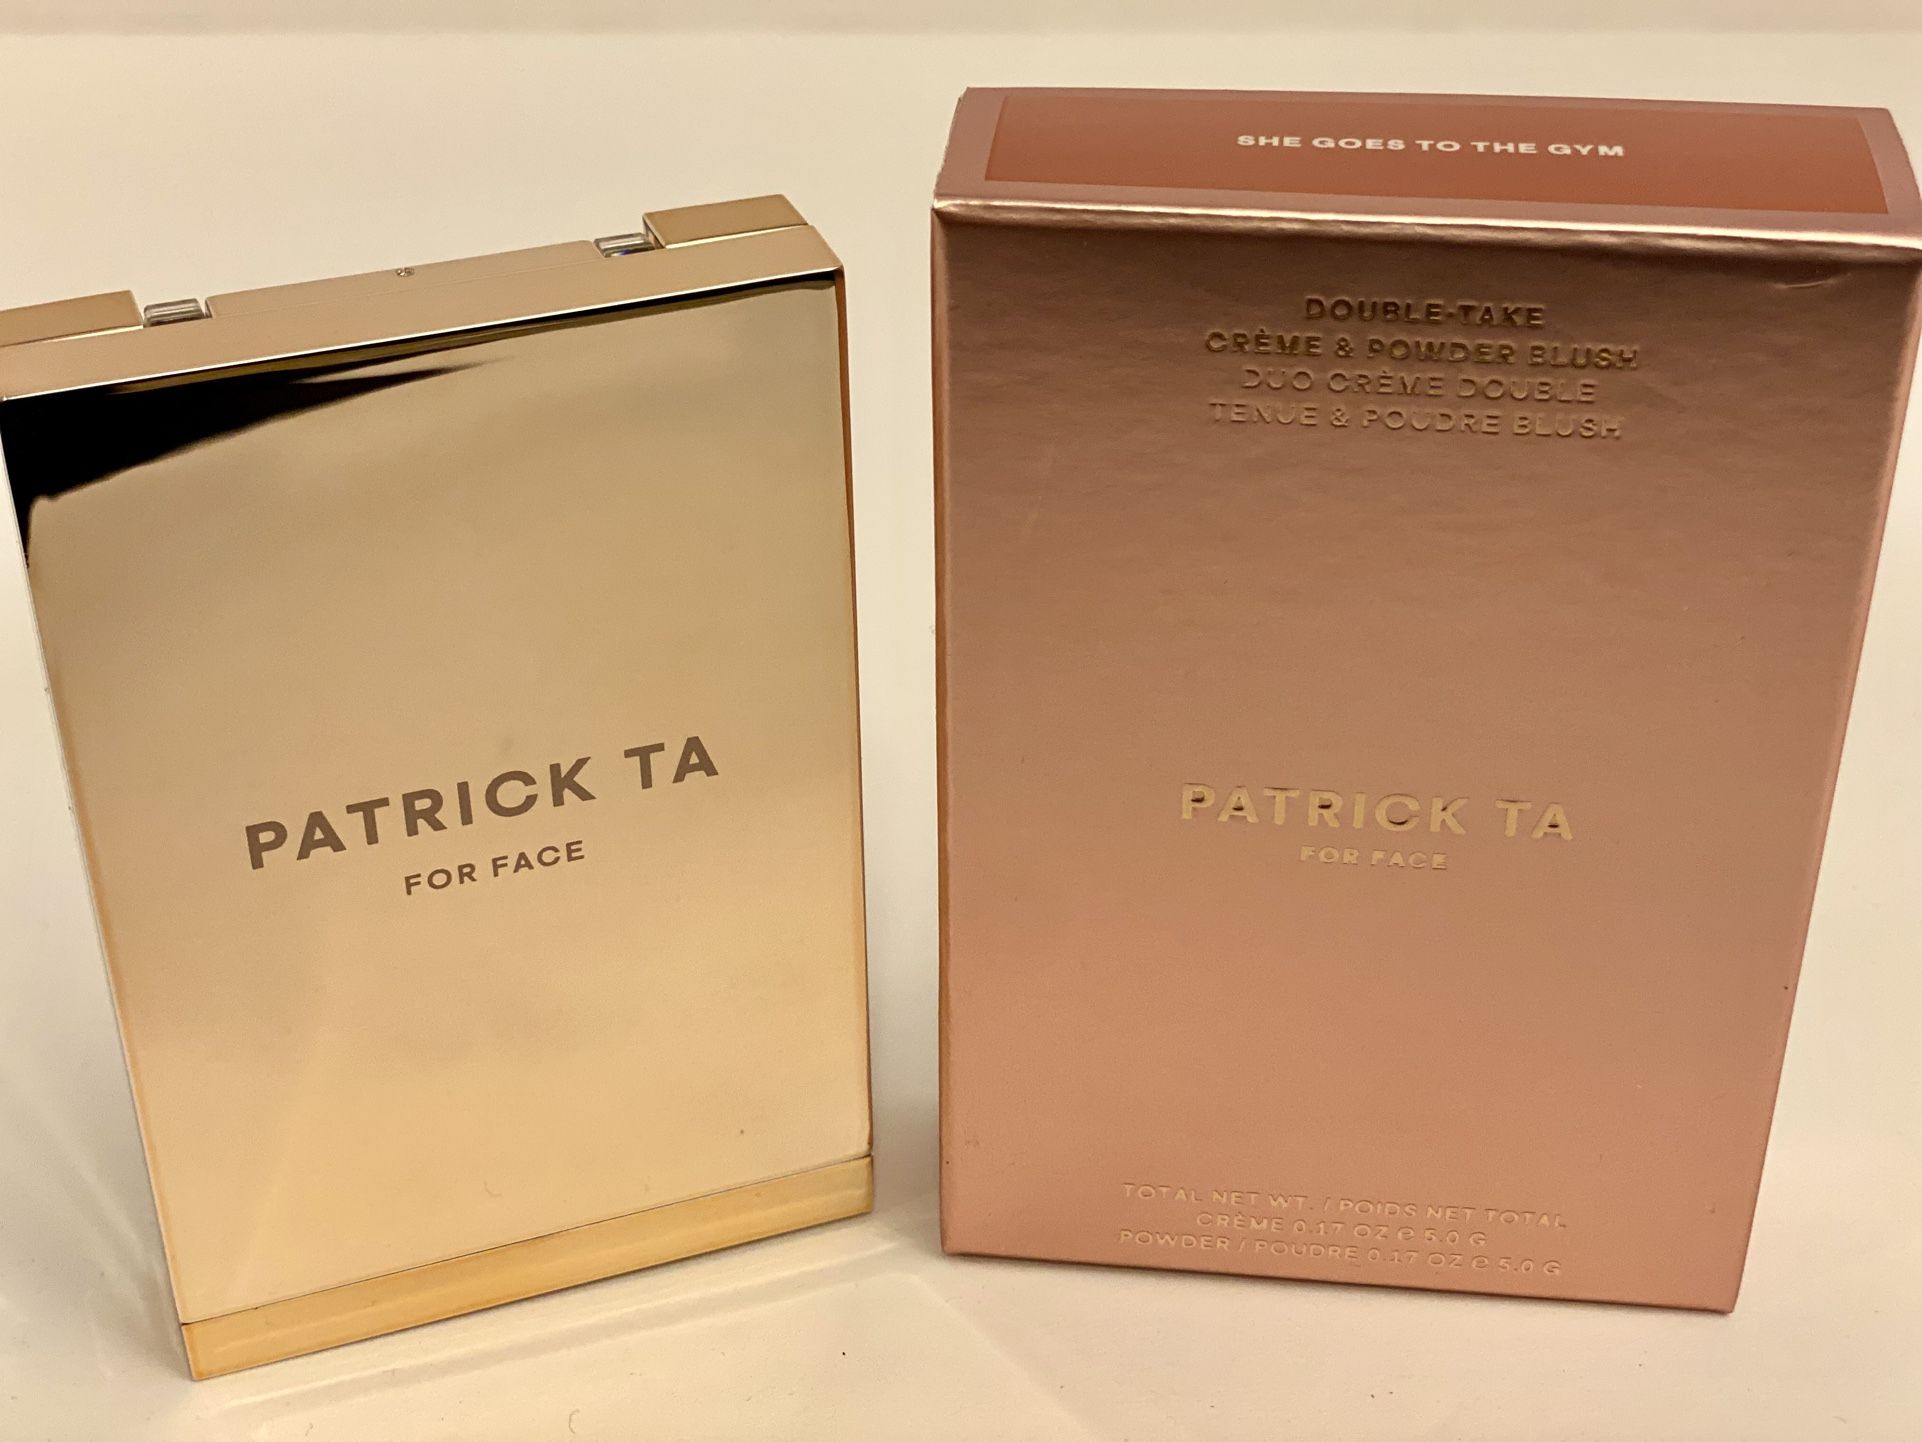 PATRICK TA
FOR FACE
SHE GOES TO THE GYM
DOUBLE-TAKE
CRÈME & POWDER BLUSH
DUO CRÈME DOUBLE
TENUE & POUDRE BLUSH
PATRICK TA
FOR FACE
TOTAL NET WT. / POIDS NET TOTAL
CRÈME 0.17 OZ ℮ 5.0 G
POWDER / POUDRE 0.17 OZ ℮ 5.0 G